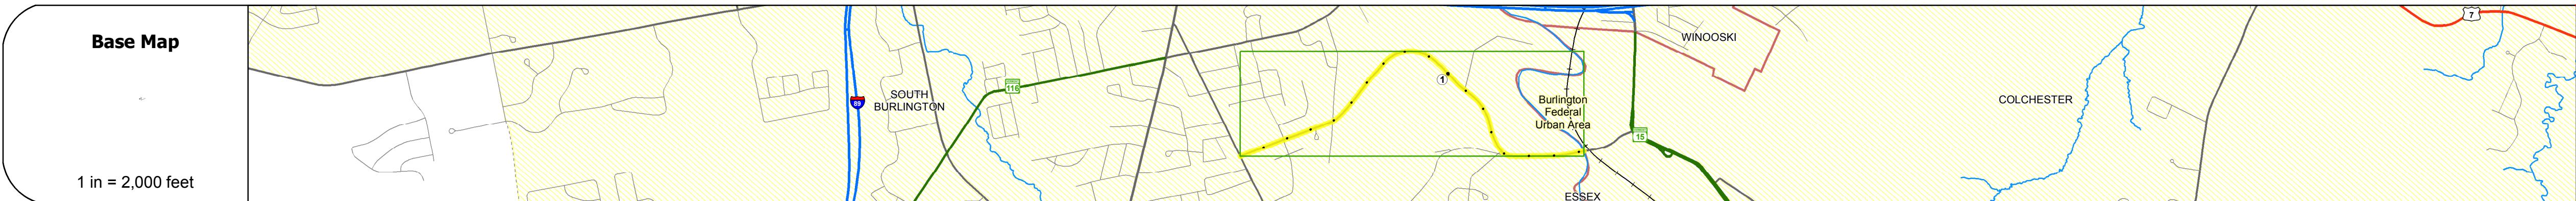 Base Map
1 in = 2,000 feet
89
SOUTH
BURLINGTON
116
1
Burlington
Federal
Urban Area
ESSEX
15
WINOOSKI
COLCHESTER
7